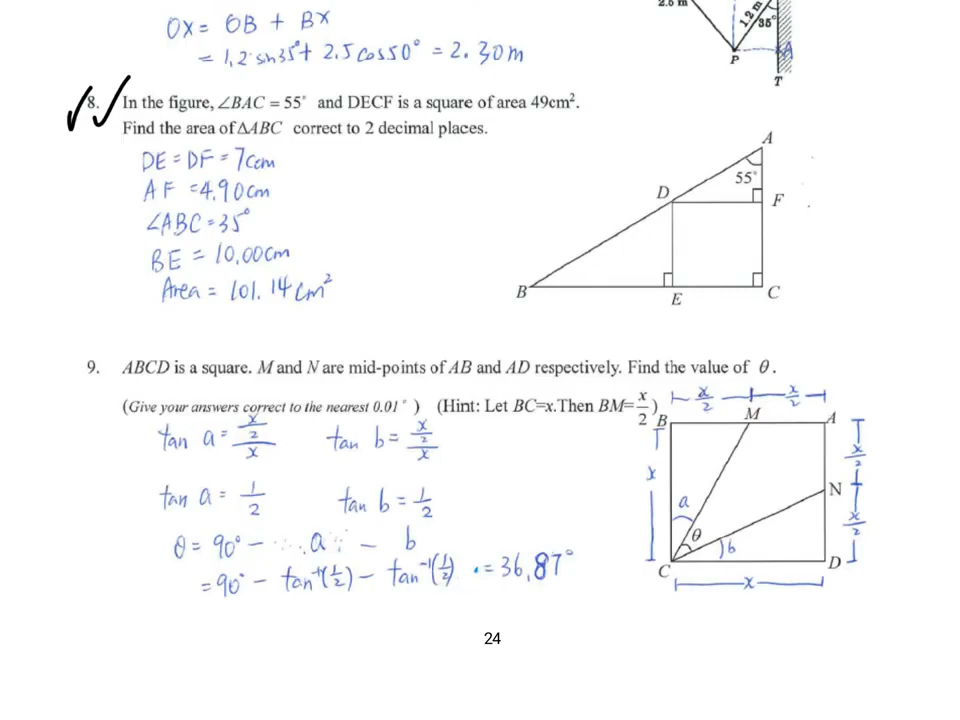 2.5 m
1.2 m
35°
P
A
T
OX = OB + BX
= 1.2 sin35° + 2.5 cos50° = 2.30m
8. In the figure, ∠BAC = 55° and DECF is a square of area 49cm².
Find the area of ΔABC correct to 2 decimal places.
DE = DF = 7cm
AF = 4.90cm
∠ABC = 35°
BE = 10.00cm
Area = 101.14cm²
A
55°
D
F
B
E
C
9. ABCD is a square. M and N are mid-points of AB and AD respectively. Find the value of θ.
(Give your answers correct to the nearest 0.01°) (Hint: Let BC=x.Then BM=x/2)
x/2 x/2
B M A
tan a = (x/2)/x tan b = (x/2)/x
x
x/2
N
tan a = 1/2 tan b = 1/2
a
x/2
θ
b
θ = 90° - a - b
C D
= 90° - tan⁻¹(1/2) - tan⁻¹(1/2) = 36.87°
x
24